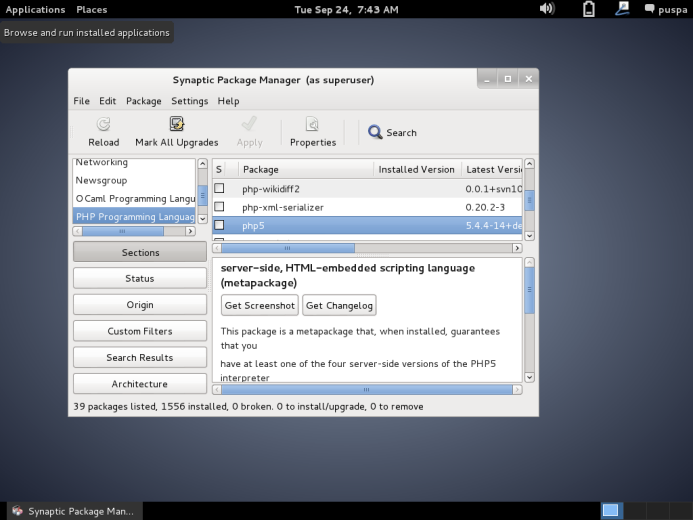 Applications Places Tue Sep 24, 7:43 AM puspa
Browse and run installed applications
Synaptic Package Manager (as superuser)
File Edit Package Settings Help
Reload Mark All Upgrades Apply Properties Search
Networking
Newsgroup
OCaml Programming Langu
PHP Programming Languag
S Package Installed Version Latest Versi
php-wikidiff2 0.0.1+svn10
php-xml-serializer 0.20.2-3
php5 5.4.4-14+de
Sections
Status
Origin
Custom Filters
Search Results
Architecture
server-side, HTML-embedded scripting language
(metapackage)
Get Screenshot Get Changelog
This package is a metapackage that, when installed, guarantees
that you
have at least one of the four server-side versions of the PHP5
interpreter
39 packages listed, 1556 installed, 0 broken. 0 to install/upgrade, 0 to remove
Synaptic Package Man...